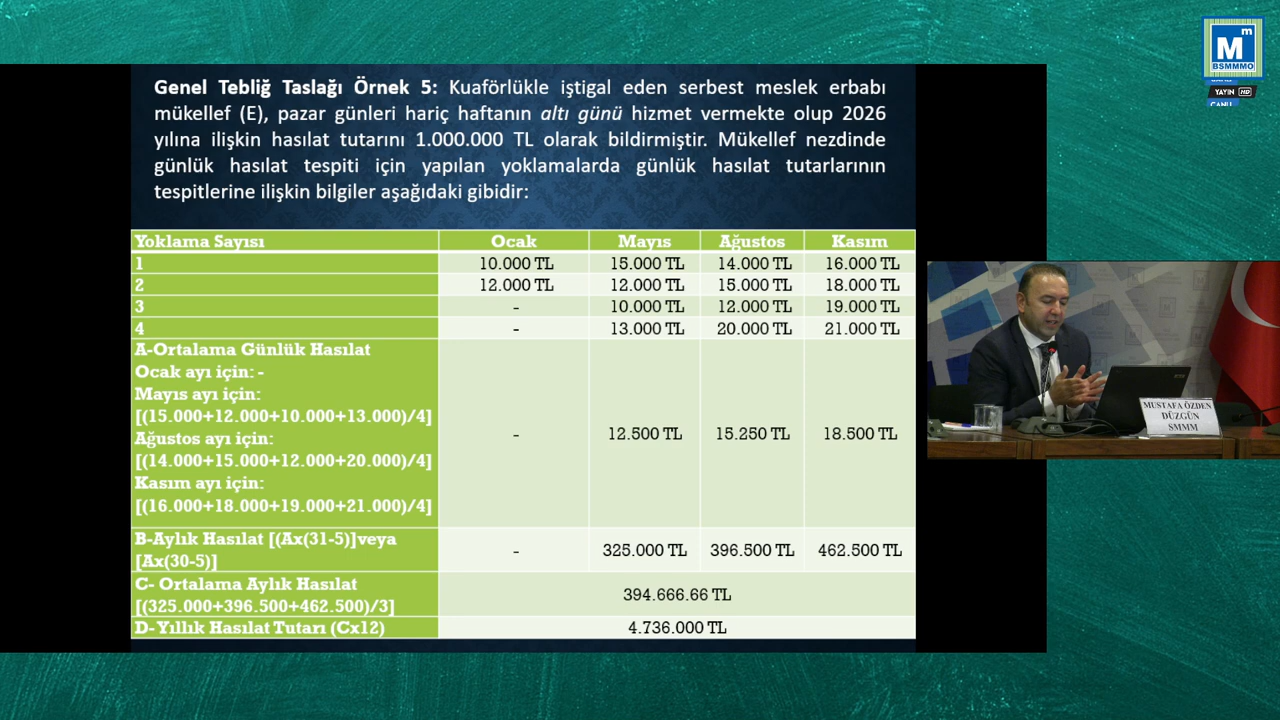 m
M
BSMMMO
YAYIN HD
CANLI
Genel Tebliğ Taslağı Örnek 5: Kuaförlükle iştigal eden serbest meslek erbabı
mükellef (E), pazar günleri hariç haftanın altı günü hizmet vermekte olup 2026
yılına ilişkin hasılat tutarını 1.000.000 TL olarak bildirmiştir. Mükellef nezdinde
günlük hasılat tespiti için yapılan yoklamalarda günlük hasılat tutarlarının
tespitlerine ilişkin bilgiler aşağıdaki gibidir:
Yoklama Sayısı Ocak Mayıs Ağustos Kasım
1 10.000 TL 15.000 TL 14.000 TL 16.000 TL
2 12.000 TL 12.000 TL 15.000 TL 18.000 TL
3 - 10.000 TL 12.000 TL 19.000 TL
4 - 13.000 TL 20.000 TL 21.000 TL
A-Ortalama Günlük Hasılat
Ocak ayı için: -
Mayıs ayı için:
[(15.000+12.000+10.000+13.000)/4]
Ağustos ayı için:
[(14.000+15.000+12.000+20.000)/4]
Kasım ayı için:
[(16.000+18.000+19.000+21.000)/4]
- 12.500 TL 15.250 TL 18.500 TL
B-Aylık Hasılat [(Ax(31-5)]veya
[Ax(30-5)]
- 325.000 TL 396.500 TL 462.500 TL
C- Ortalama Aylık Hasılat
[(325.000+396.500+462.500)/3]
394.666.66 TL
D-Yıllık Hasılat Tutarı (Cx12) 4.736.000 TL
MUSTAFA ÖZDEN
DÜZGÜN
SMMM